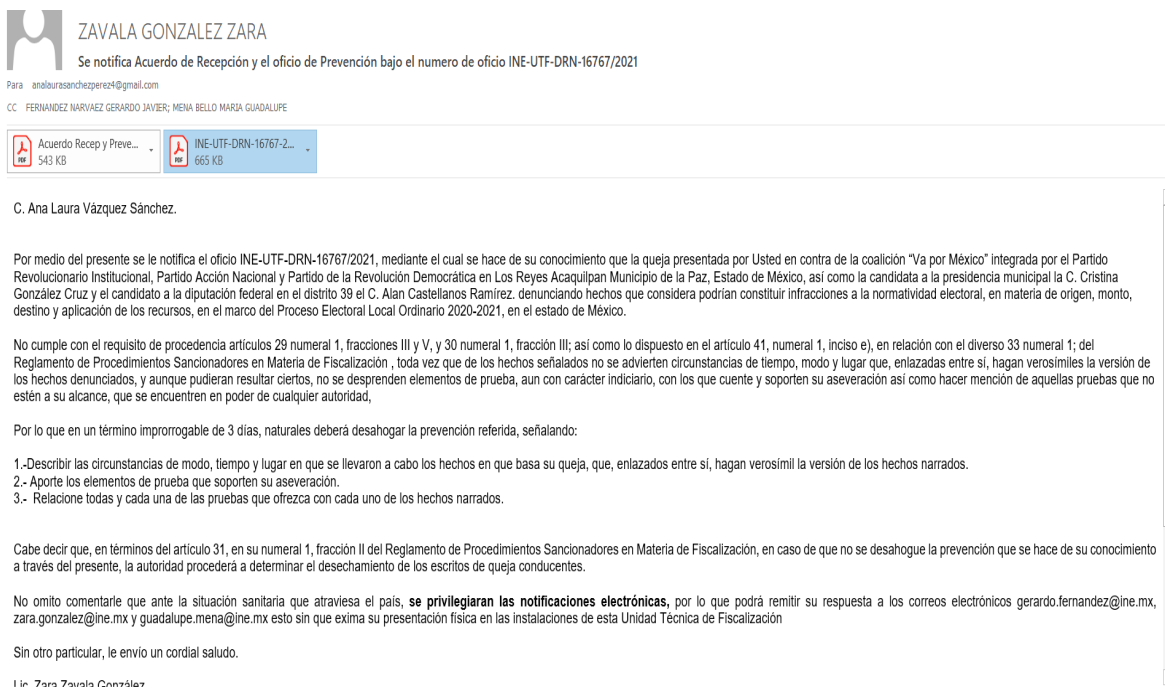 ZAVALA GONZALEZ ZARA
Se notifica Acuerdo de Recepción y el oficio de Prevención bajo el numero de oficio INE-UTF-DRN-16767/2021
Para analaurasanchezperez4@gmail.com
CC FERNANDEZ NARVAEZ GERARDO JAVIER; MENA BELLO MARIA GUADALUPE
Acuerdo Recep y Preve...
543 KB
INE-UTF-DRN-16767-2...
665 KB
C. Ana Laura Vázquez Sánchez.
Por medio del presente se le notifica el oficio INE-UTF-DRN-16767/2021, mediante el cual se hace de su conocimiento que la queja presentada por Usted en contra de la coalición “Va por México” integrada por el Partido
Revolucionario Institucional, Partido Acción Nacional y Partido de la Revolución Democrática en Los Reyes Acaquilpan Municipio de la Paz, Estado de México, así como la candidata a la presidencia municipal la C. Cristina
González Cruz y el candidato a la diputación federal en el distrito 39 el C. Alan Castellanos Ramírez. denunciando hechos que considera podrían constituir infracciones a la normatividad electoral, en materia de origen, monto,
destino y aplicación de los recursos, en el marco del Proceso Electoral Local Ordinario 2020-2021, en el estado de México.
No cumple con el requisito de procedencia artículos 29 numeral 1, fracciones III y V, y 30 numeral 1, fracción III; así como lo dispuesto en el artículo 41, numeral 1, inciso e), en relación con el diverso 33 numeral 1; del
Reglamento de Procedimientos Sancionadores en Materia de Fiscalización , toda vez que de los hechos señalados no se advierten circunstancias de tiempo, modo y lugar que, enlazadas entre sí, hagan verosímiles la versión de
los hechos denunciados, y aunque pudieran resultar ciertos, no se desprenden elementos de prueba, aun con carácter indiciario, con los que cuente y soporten su aseveración así como hacer mención de aquellas pruebas que no
estén a su alcance, que se encuentren en poder de cualquier autoridad,
Por lo que en un término improrrogable de 3 días, naturales deberá desahogar la prevención referida, señalando:
1.-Describir las circunstancias de modo, tiempo y lugar en que se llevaron a cabo los hechos en que basa su queja, que, enlazados entre sí, hagan verosímil la versión de los hechos narrados.
2.- Aporte los elementos de prueba que soporten su aseveración.
3.- Relacione todas y cada una de las pruebas que ofrezca con cada uno de los hechos narrados.
Cabe decir que, en términos del artículo 31, en su numeral 1, fracción II del Reglamento de Procedimientos Sancionadores en Materia de Fiscalización, en caso de que no se desahogue la prevención que se hace de su conocimiento
a través del presente, la autoridad procederá a determinar el desechamiento de los escritos de queja conducentes.
No omito comentarle que ante la situación sanitaria que atraviesa el país, se privilegiaran las notificaciones electrónicas, por lo que podrá remitir su respuesta a los correos electrónicos gerardo.fernandez@ine.mx,
zara.gonzalez@ine.mx y guadalupe.mena@ine.mx esto sin que exima su presentación física en las instalaciones de esta Unidad Técnica de Fiscalización
Sin otro particular, le envío un cordial saludo.
Lic. Zara Zavala González